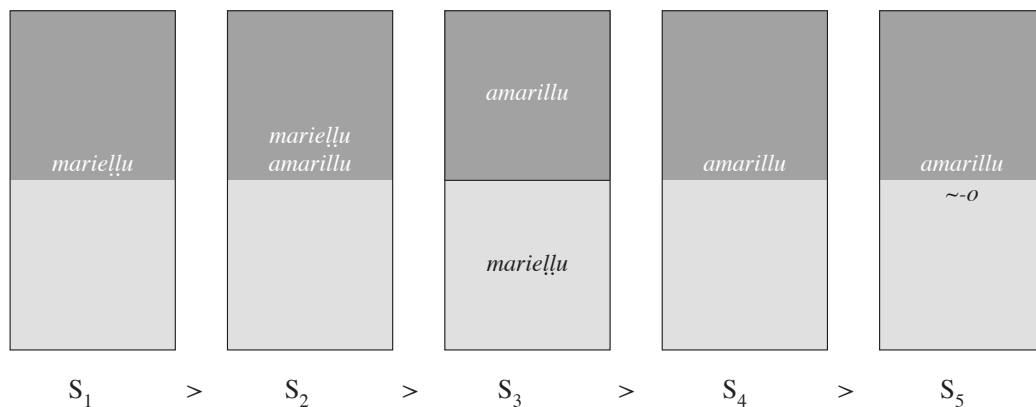 marieḷḷu
marieḷḷu
amarillu
amarillu
marieḷḷu
amarillu
amarillu
~-o
S₁ > S₂ > S₃ > S₄ > S₅